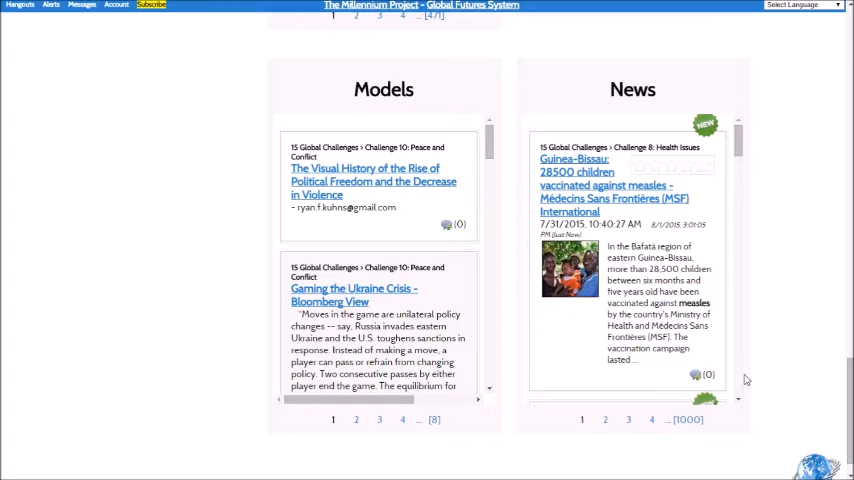 Hangouts Alerts Messages Account Subscribe
The Millennium Project - Global Futures System
Select Language
1 2 3 4 ... [471]
Models
15 Global Challenges > Challenge 10: Peace and
Conflict
The Visual History of the Rise of
Political Freedom and the Decrease
in Violence
- ryan.f.kuhns@gmail.com
(0)
15 Global Challenges > Challenge 10: Peace and
Conflict
Gaming the Ukraine Crisis -
Bloomberg View
"Moves in the game are unilateral policy
changes -- say, Russia invades eastern
Ukraine and the U.S. toughens sanctions in
response. Instead of making a move, a
player can pass or refrain from changing
policy. Two consecutive passes by either
player end the game. The equilibrium for
1 2 3 4 ... [8]
News
NEW
15 Global Challenges > Challenge 8: Health Issues
Guinea-Bissau:
28500 children
vaccinated against measles -
Médecins Sans Frontières (MSF)
International
7/31/2015, 10:40:27 AM 8/1/2015, 3:01:05
PM [Just Now]
In the Bafatá region of
eastern Guinea-Bissau,
more than 28,500 children
between six months and
five years old have been
vaccinated against measles
by the country's Ministry of
Health and Médecins Sans
Frontières (MSF). The
vaccination campaign
lasted ...
(0)
NEW
1 2 3 4 ... [1000]